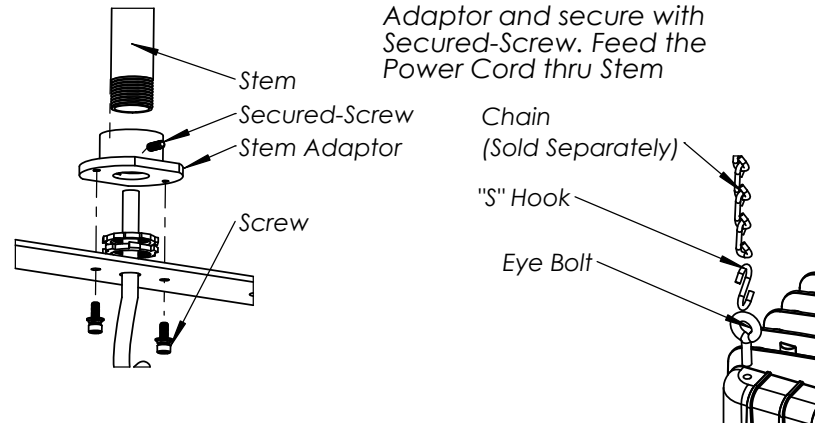 Adaptor and secure with
Secured-Screw. Feed the
Power Cord thru Stem
Stem
Secured-Screw
Stem Adaptor
Screw
Chain
(Sold Separately)
"S" Hook
Eye Bolt